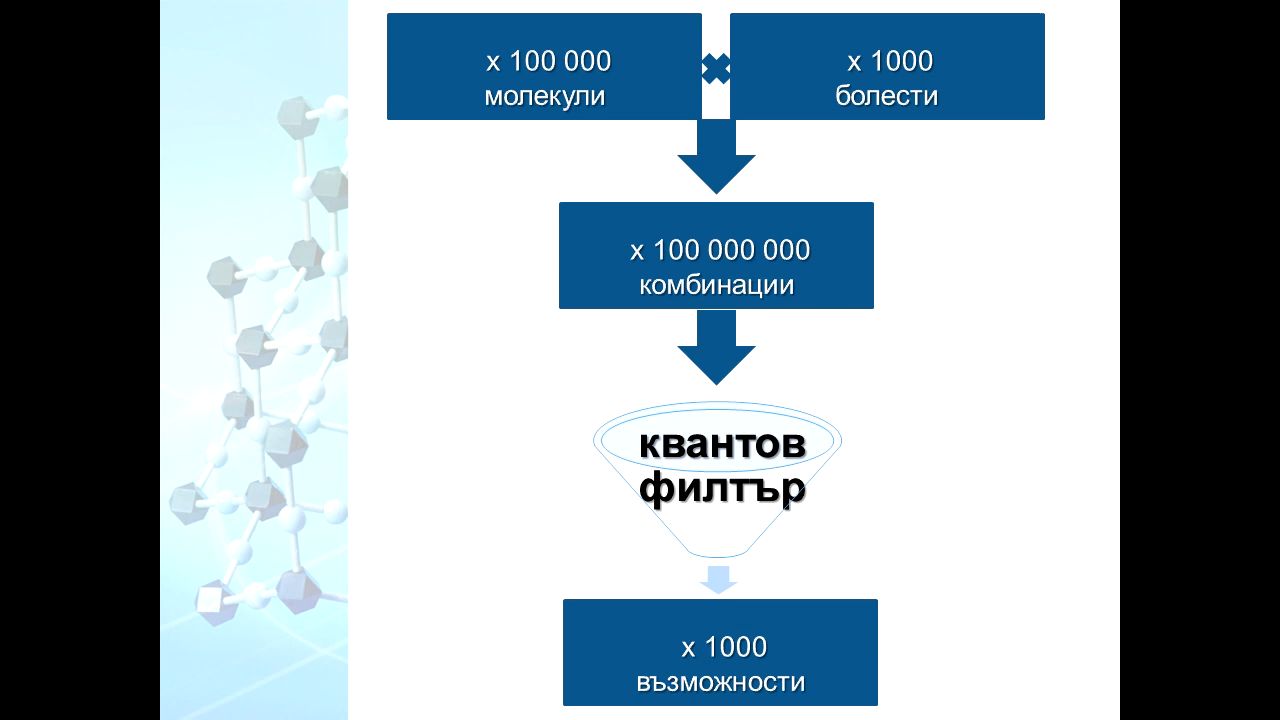 x 100 000
молекули
x 1000
болести
x 100 000 000
комбинации
квантов
филтър
x 1000
възможности